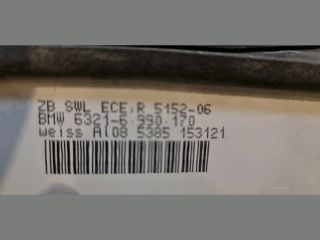 ZB SWL ECE,R 5152-06
BMW 6321-6 990 170
weiss Al08 5385 153121